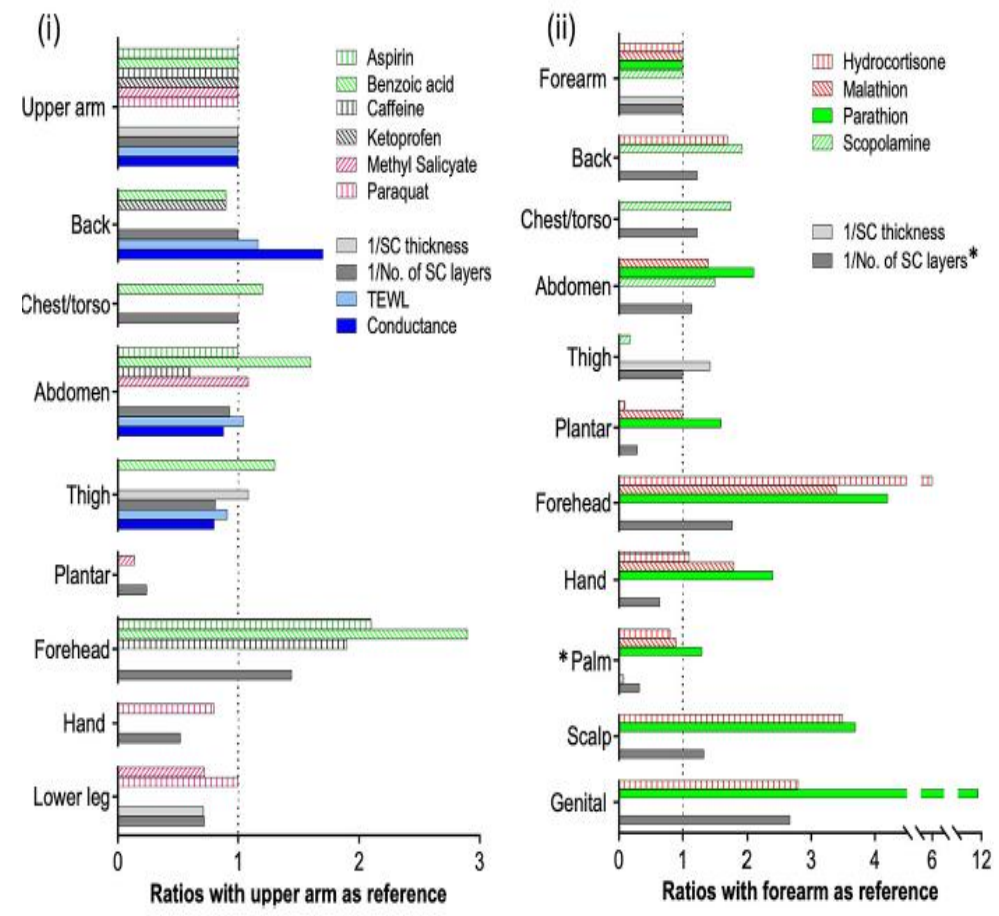 (i)
Upper arm
Back
Chest/torso
Abdomen
Thigh
Plantar
Forehead
Hand
Lower leg
Aspirin
Benzoic acid
Caffeine
Ketoprofen
Methyl Salicyate
Paraquat
1/SC thickness
1/No. of SC layers
TEWL
Conductance
0 1 2 3
Ratios with upper arm as reference
(ii)
Forearm
Back
Chest/torso
Abdomen
Thigh
Plantar
Forehead
Hand
*Palm
Scalp
Genital
Hydrocortisone
Malathion
Parathion
Scopolamine
1/SC thickness
1/No. of SC layers*
0 1 2 3 4 6 12
Ratios with forearm as reference